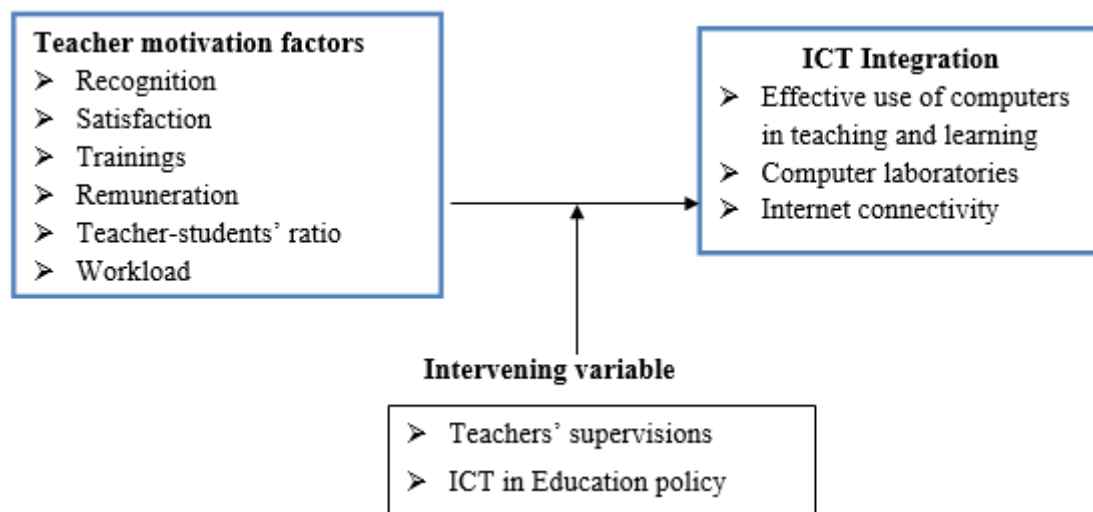 Teacher motivation factors
➢ Recognition
➢ Satisfaction
➢ Trainings
➢ Remuneration
➢ Teacher-students’ ratio
➢ Workload
ICT Integration
➢ Effective use of computers
in teaching and learning
➢ Computer laboratories
➢ Internet connectivity
Intervening variable
➢ Teachers’ supervisions
➢ ICT in Education policy